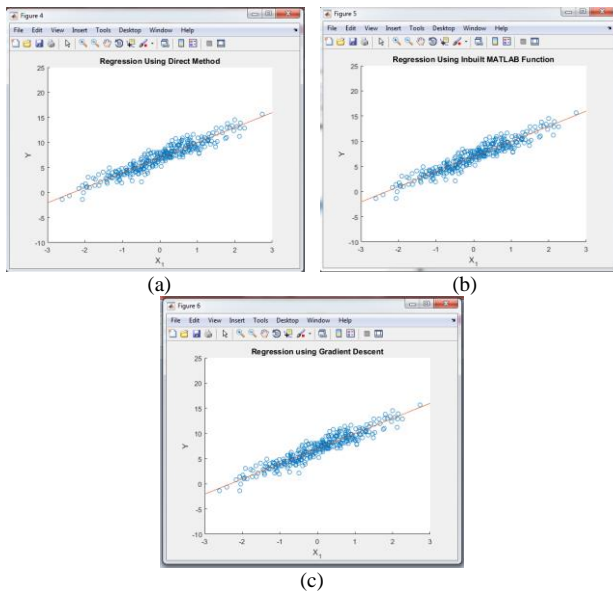 Figure 4
File Edit View Insert Tools Desktop Window Help
Regression Using Direct Method
25
20
15
10
5
0
-5
-10
Y
-3 -2 -1 0 1 2 3
X1
(a)
Figure 5
File Edit View Insert Tools Desktop Window Help
Regression Using Inbuilt MATLAB Function
25
20
15
10
5
0
-5
-10
Y
-3 -2 -1 0 1 2 3
X1
(b)
Figure 6
File Edit View Insert Tools Desktop Window Help
Regression using Gradient Descent
25
20
15
10
5
0
-5
-10
Y
-3 -2 -1 0 1 2 3
X1
(c)